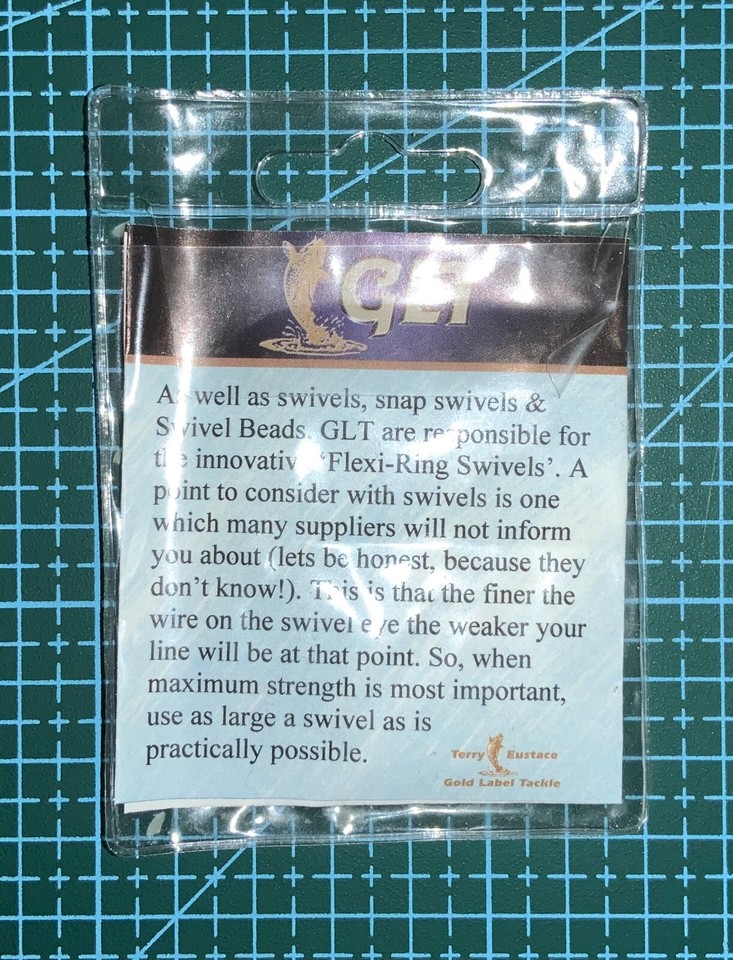 GLT
As well as swivels, snap swivels &
Swivel Beads. GLT are responsible for
the innovative 'Flexi-Ring Swivels'. A
point to consider with swivels is one
which many suppliers will not inform
you about (lets be honest, because they
don't know!). This is that the finer the
wire on the swivel eye the weaker your
line will be at that point. So, when
maximum strength is most important,
use as large a swivel as is
practically possible.
Terry Eustace
Gold Label Tackle